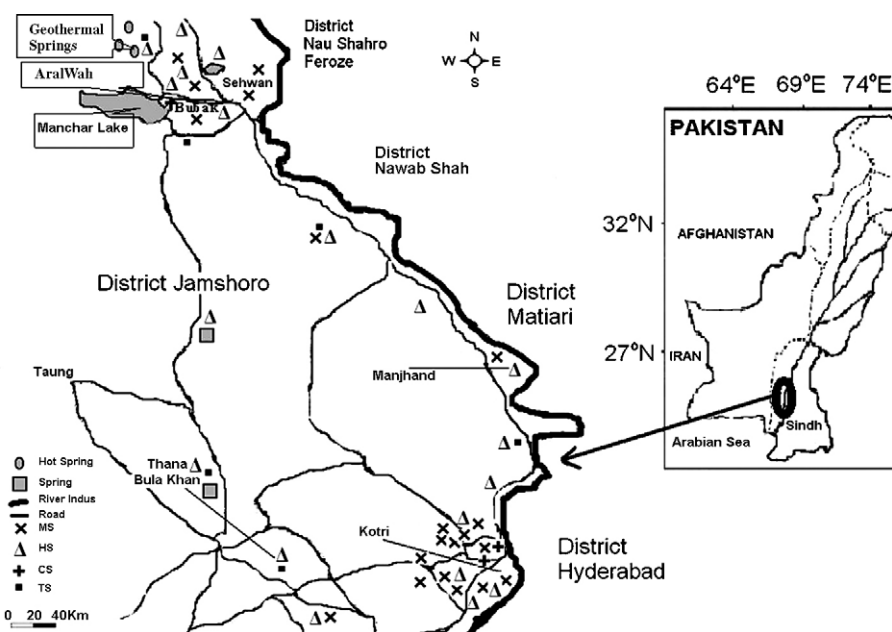 Geothermal
Springs
AralWah
Manchar Lake
Bubak
Sehwan
District
Nau Shahro
Feroze
N
W E
S
District
Nawab Shah
District Jamshoro
District
Matiari
Manjhand
Taung
Thana
Bula Khan
Kotri
District
Hyderabad
Hot Spring
Spring
River Indus
Road
MS
HS
CS
TS
0 20 40Km
64°E 69°E 74°E
PAKISTAN
32°N
AFGHANISTAN
27°N
IRAN
Sindh
Arabian Sea